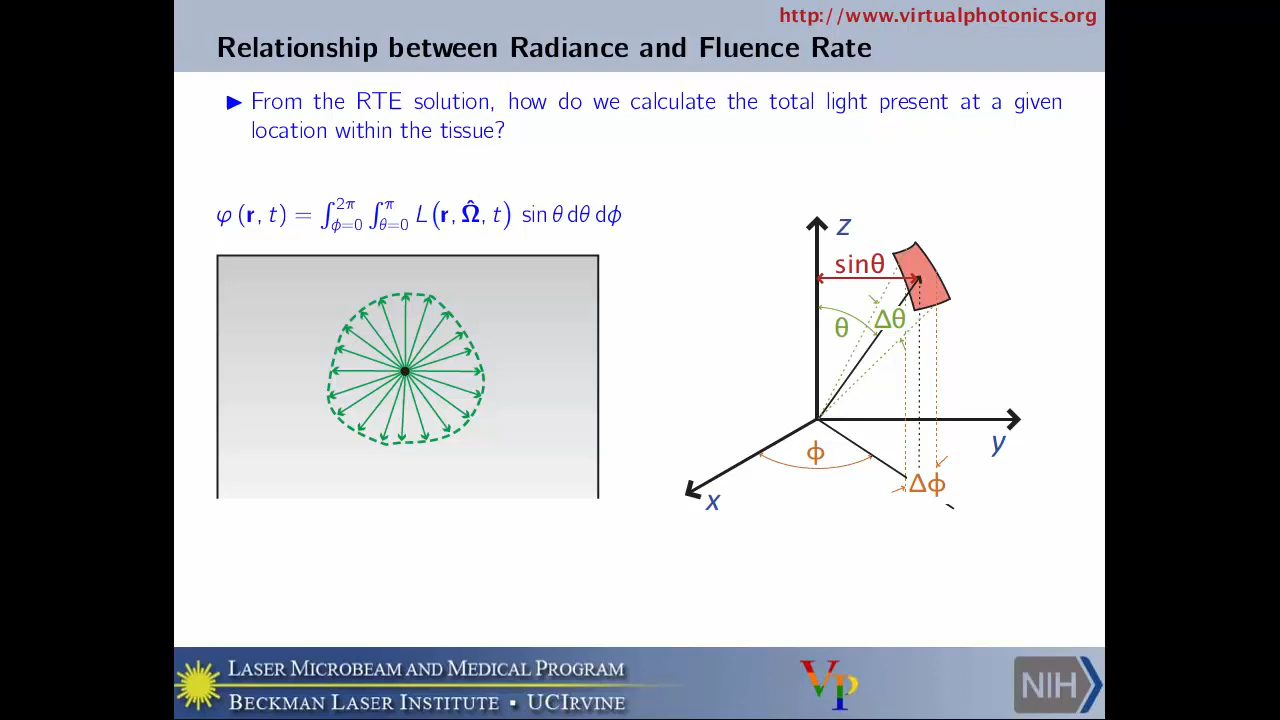 http://www.virtualphotonics.org
Relationship between Radiance and Fluence Rate
▶ From the RTE solution, how do we calculate the total light present at a given
location within the tissue?
φ (r, t) = ∫_{ϕ=0}^{2π} ∫_{θ=0}^{π} L(r, Ω̂, t) sin θ dθ dϕ
z
sinθ
θ
Δθ
y
ϕ
Δϕ
x
LASER MICROBEAM AND MEDICAL PROGRAM
BECKMAN LASER INSTITUTE ▪ UCIRVINE
VP
NIH